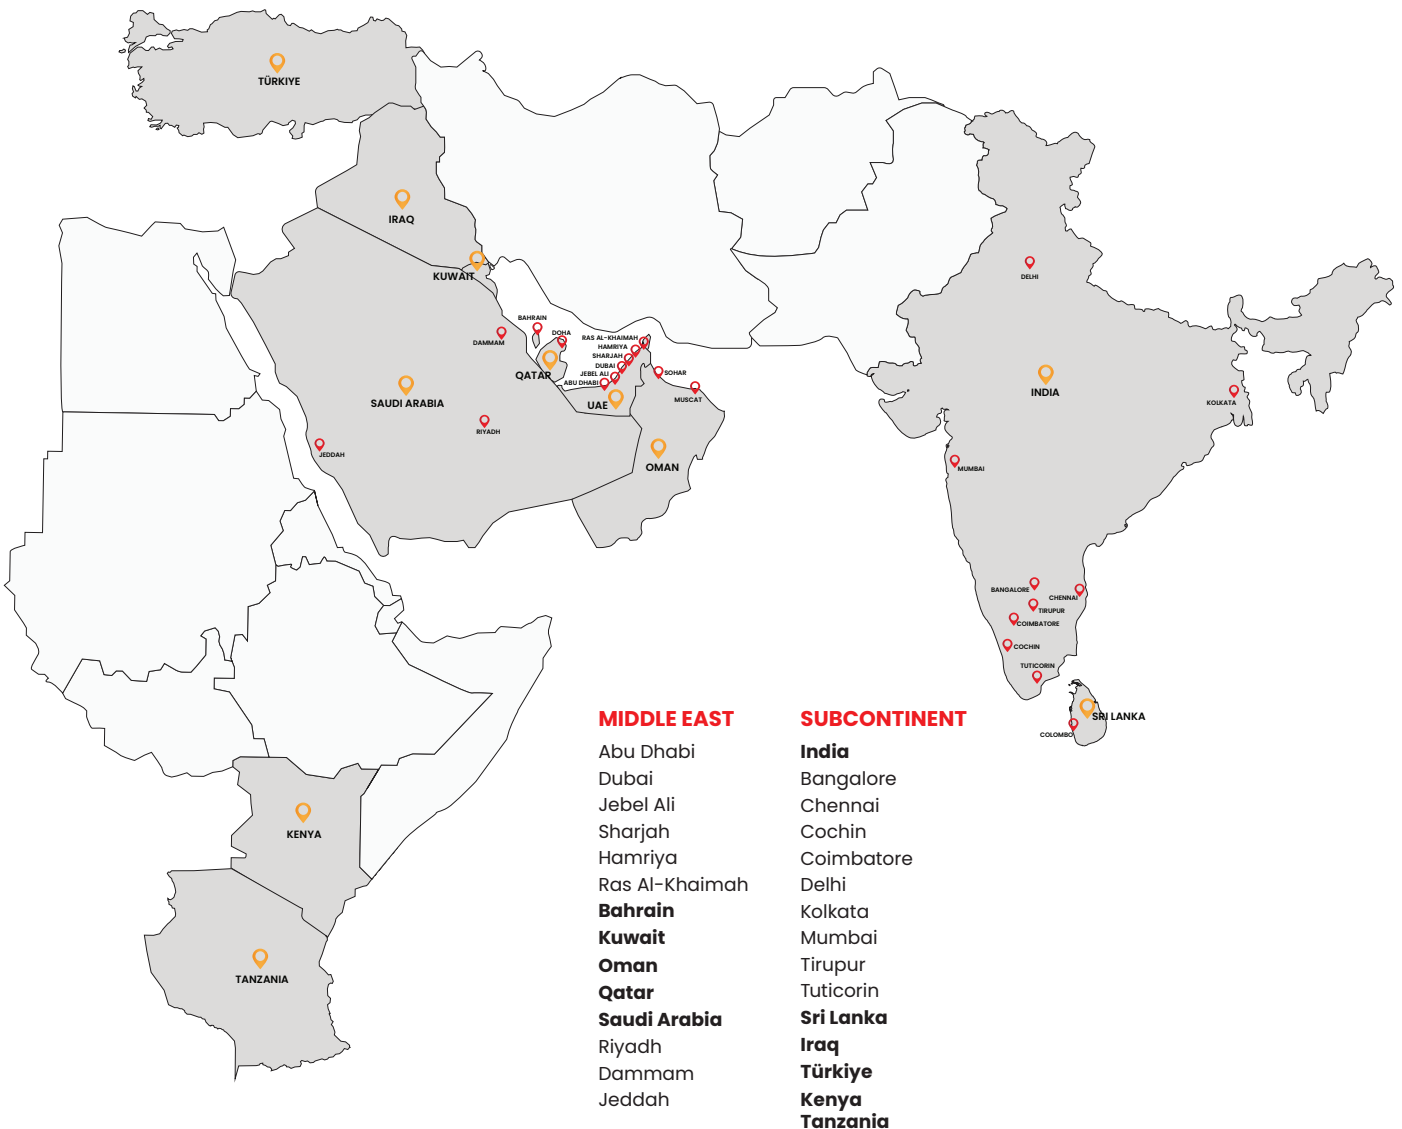 TÜRKIYE
IRAQ
KUWAIT
DELHI
BAHRAIN
DOHA
DAMMAM
RAS AL-KHAIMAH
HAMRIYA
SHARJAH
DUBAI
JEBEL ALI
ABU DHABI
QATAR
SOHAR
MUSCAT
UAE
SAUDI ARABIA
RIYADH
JEDDAH
OMAN
INDIA
KOLKATA
MUMBAI
BANGALORE
CHENNAI
TIRUPUR
COIMBATORE
COCHIN
TUTICORIN
SRI LANKA
COLOMBO
KENYA
TANZANIA
MIDDLE EAST
Abu Dhabi
Dubai
Jebel Ali
Sharjah
Hamriya
Ras Al-Khaimah
Bahrain
Kuwait
Oman
Qatar
Saudi Arabia
Riyadh
Dammam
Jeddah
SUBCONTINENT
India
Bangalore
Chennai
Cochin
Coimbatore
Delhi
Kolkata
Mumbai
Tirupur
Tuticorin
Sri Lanka
Iraq
Türkiye
Kenya
Tanzania